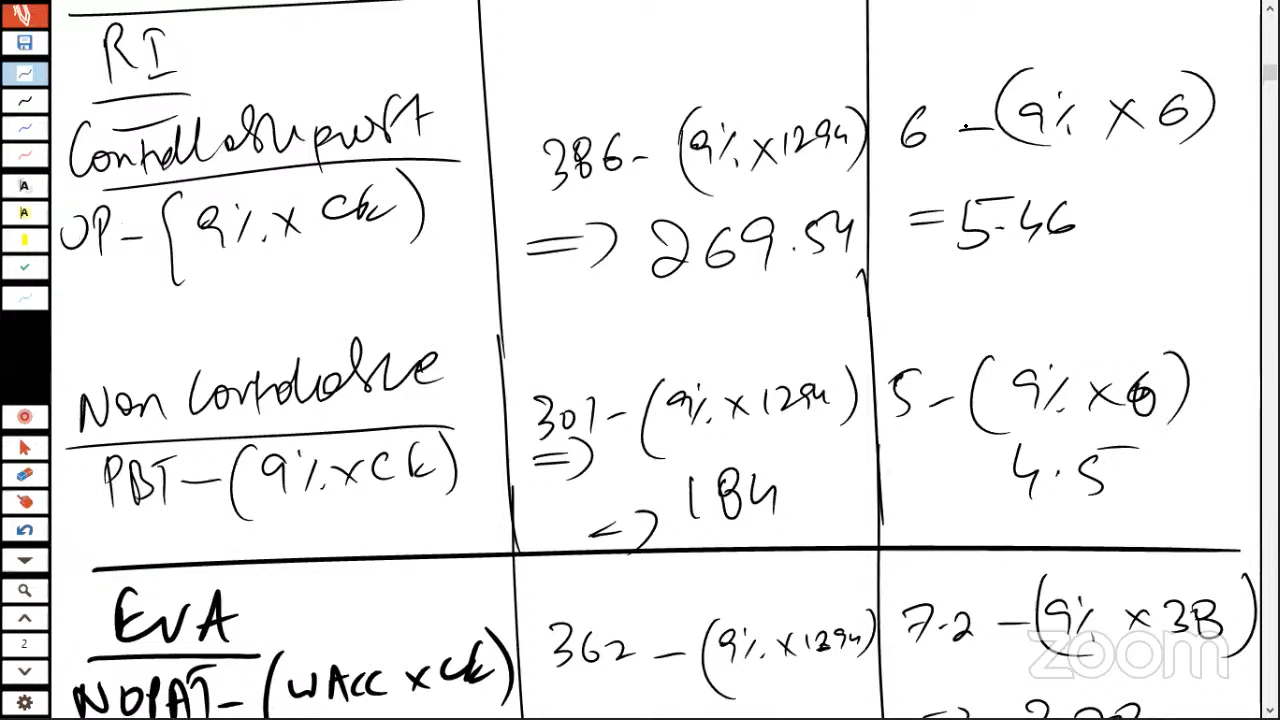 RI
Controllable profit
OP - (9% x CE)
386 - (9% x 1294)
=> 269.54
6 - (9% x 6)
= 5.46
Non Controllable
PBT - (9% x CE)
301 - (9% x 1294)
=>
=> 184
5 - (9% x 6)
4.5
EVA
NOPAT - (WACC x CE)
362 - (9% x 1294)
7.2 - (9% x 38)
=>
zoom
A
A
2